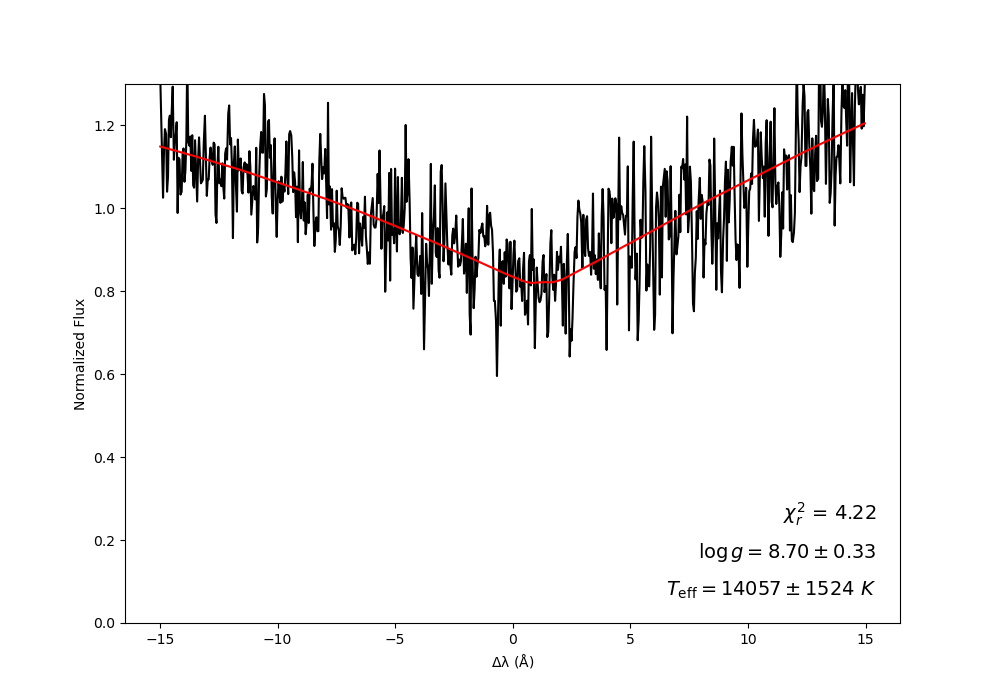 1.2
1.0
0.8
0.6
0.4
0.2
0.0
Normalized Flux
χ²ᵣ = 4.22
log g = 8.70 ± 0.33
T_eff = 14057 ± 1524 K
−15 −10 −5 0 5 10 15
Δλ (Å)